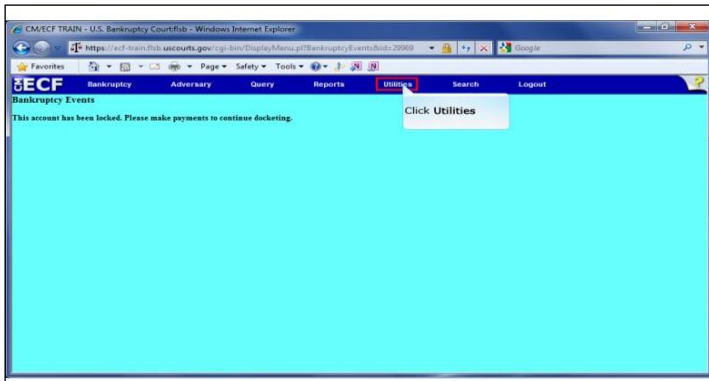 CM/ECF TRAIN - U.S. Bankruptcy Court:flsb - Windows Internet Explorer
https://ecf-train.flsb.uscourts.gov/cgi-bin/DisplayMenu.pl?BankruptcyEvents&id=29069
Google
Favorites Page Safety Tools
ECF Bankruptcy Adversary Query Reports Utilities Search Logout
Bankruptcy Events
This account has been locked. Please make payments to continue docketing.
Click Utilities